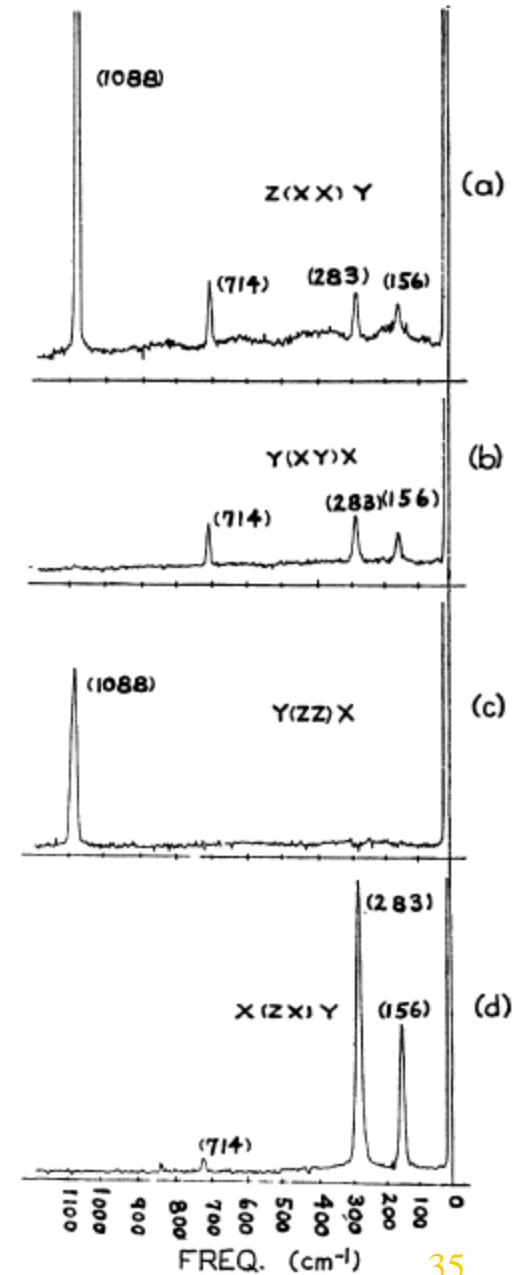 (1088)
Z(XX)Y
(a)
(714)
(283)
(156)
Y(XY)X
(b)
(714)
(283)
(156)
(1088)
Y(ZZ)X
(c)
(283)
X(ZX)Y
(156)
(d)
(714)
1100
1000
900
800
700
600
500
400
300
200
100
0
FREQ. (cm⁻¹)
35